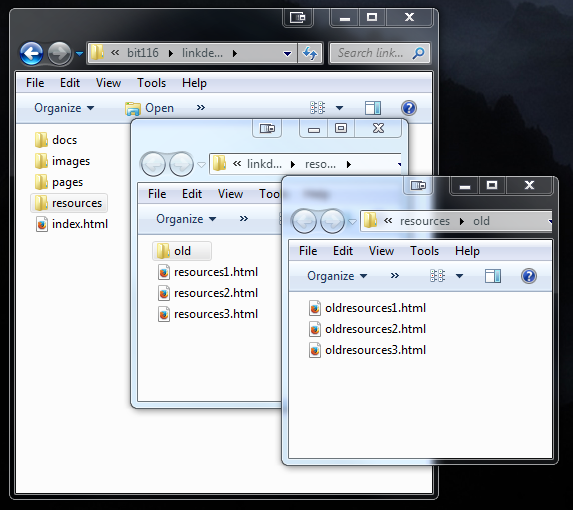 bit116 linkde...
Search link...
File Edit View Tools Help
Organize Open
docs
images
pages
resources
index.html
linkd... reso...
File Edit View
Organize
old
resources1.html
resources2.html
resources3.html
resources old
File Edit View Tools Help
Organize
oldresources1.html
oldresources2.html
oldresources3.html